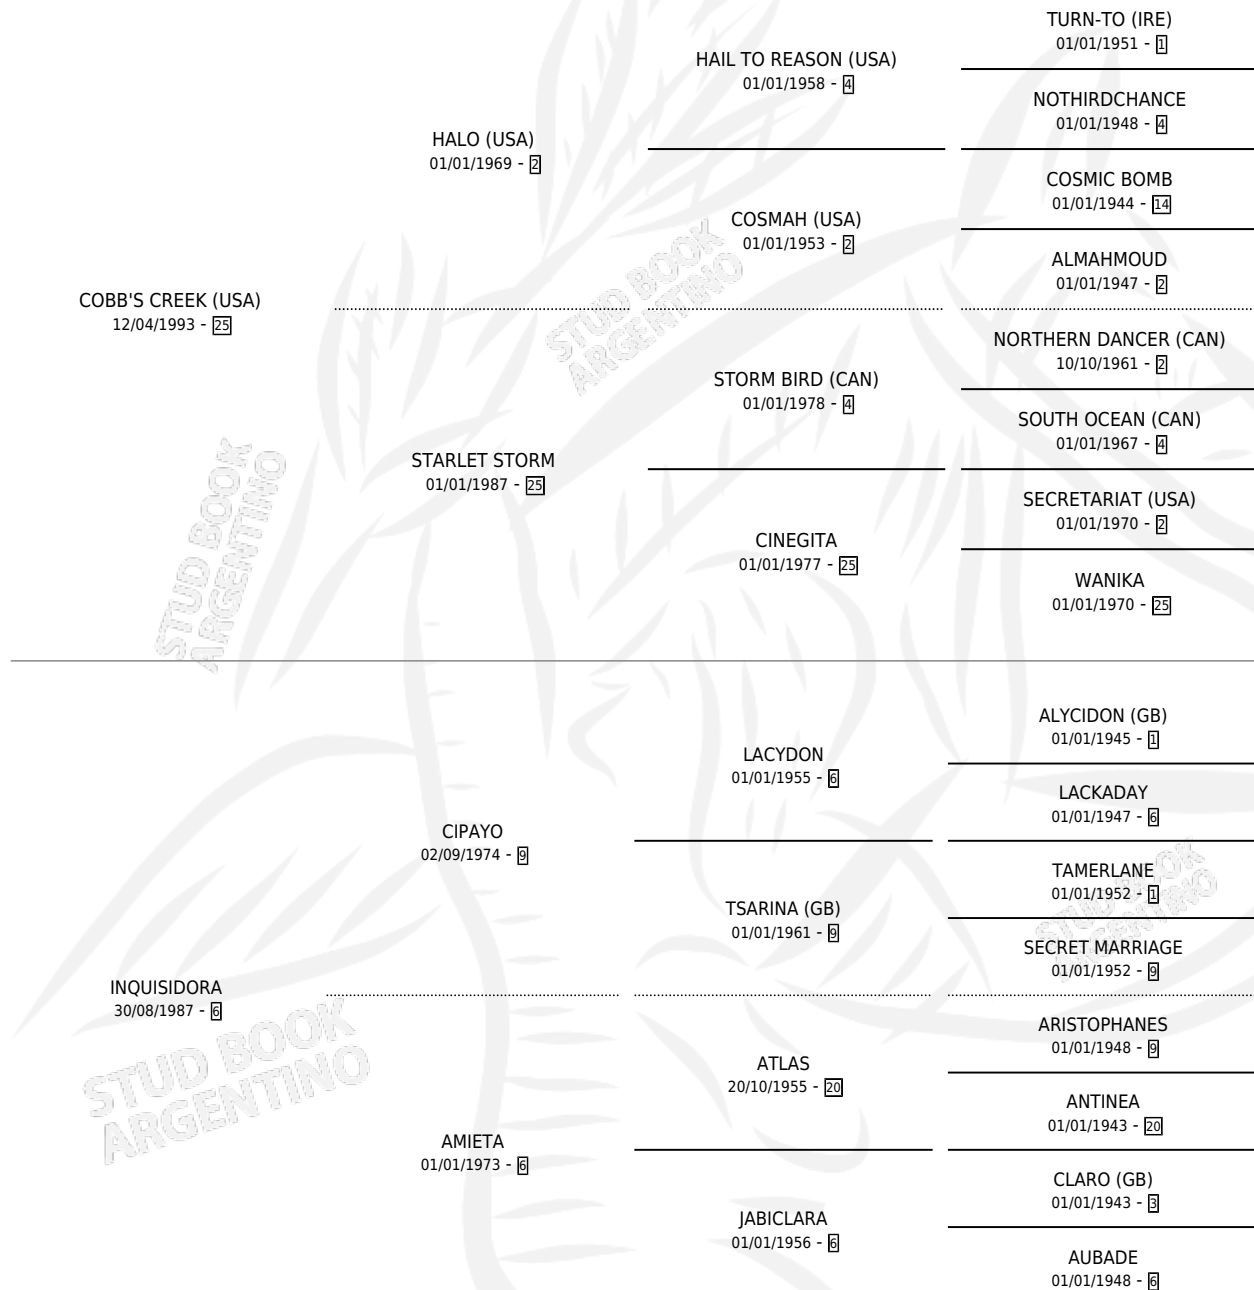 TURN-TO (IRE)
01/01/1951 - 1
HAIL TO REASON (USA)
01/01/1958 - 4
NOTHIRDCHANCE
01/01/1948 - 4
HALO (USA)
01/01/1969 - 2
COSMIC BOMB
01/01/1944 - 14
COSMAH (USA)
01/01/1953 - 2
ALMAHMOUD
01/01/1947 - 2
COBB'S CREEK (USA)
12/04/1993 - 25
NORTHERN DANCER (CAN)
10/10/1961 - 2
STORM BIRD (CAN)
01/01/1978 - 4
SOUTH OCEAN (CAN)
01/01/1967 - 4
STARLET STORM
01/01/1987 - 25
SECRETARIAT (USA)
01/01/1970 - 2
CINEGITA
01/01/1977 - 25
WANIKA
01/01/1970 - 25
ALYCIDON (GB)
01/01/1945 - 1
LACYDON
01/01/1955 - 6
LACKADAY
01/01/1947 - 6
CIPAYO
02/09/1974 - 9
TAMERLANE
01/01/1952 - 1
TSARINA (GB)
01/01/1961 - 9
SECRET MARRIAGE
01/01/1952 - 9
INQUISIDORA
30/08/1987 - 6
ARISTOPHANES
01/01/1948 - 9
ATLAS
20/10/1955 - 20
ANTINEA
01/01/1943 - 20
AMIETA
01/01/1973 - 6
CLARO (GB)
01/01/1943 - 3
JABICLARA
01/01/1956 - 6
AUBADE
01/01/1948 - 6
STUD BOOK
ARGENTINO
STUD BOOK
ARGENTINO
STUD BOOK
ARGENTINO
STUD BOOK
ARGENTINO